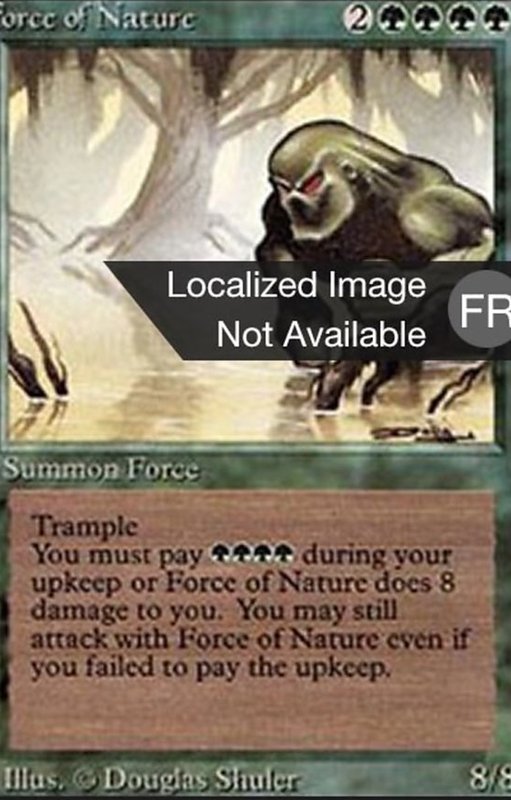 orce of Nature 2
Localized Image
Not Available
FR
Summon Force
Trample
You must pay during your
upkeep or Force of Nature does 8
damage to you. You may still
attack with Force of Nature even if
you failed to pay the upkeep.
Illus. © Douglas Shuler 8/8